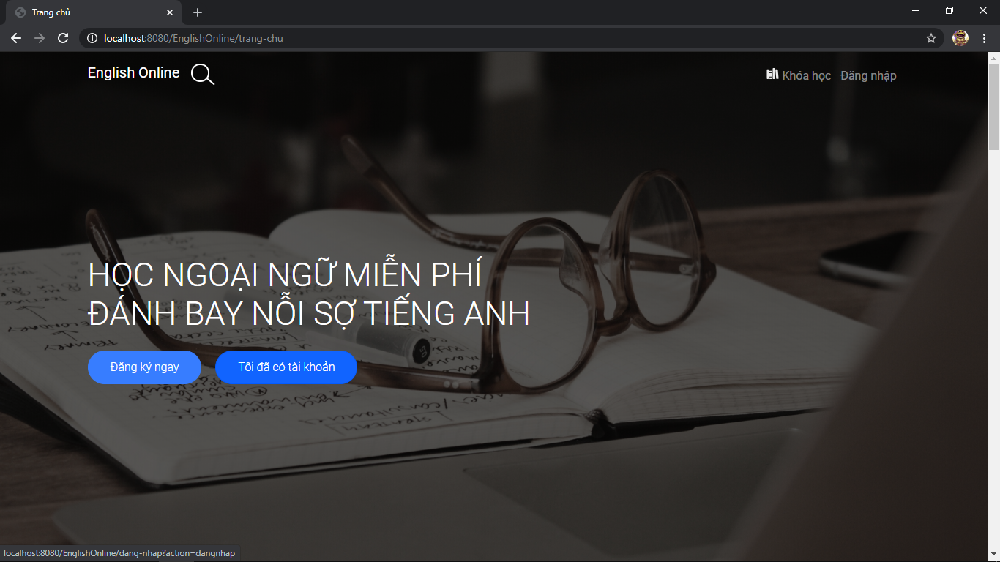 Trang chủ
localhost:8080/EnglishOnline/trang-chu
English Online
Khóa học Đăng nhập
HỌC NGOẠI NGỮ MIỄN PHÍ
ĐÁNH BAY NỖI SỢ TIẾNG ANH
Đăng ký ngay Tôi đã có tài khoản
localhost:8080/EnglishOnline/dang-nhap?action=dangnhap